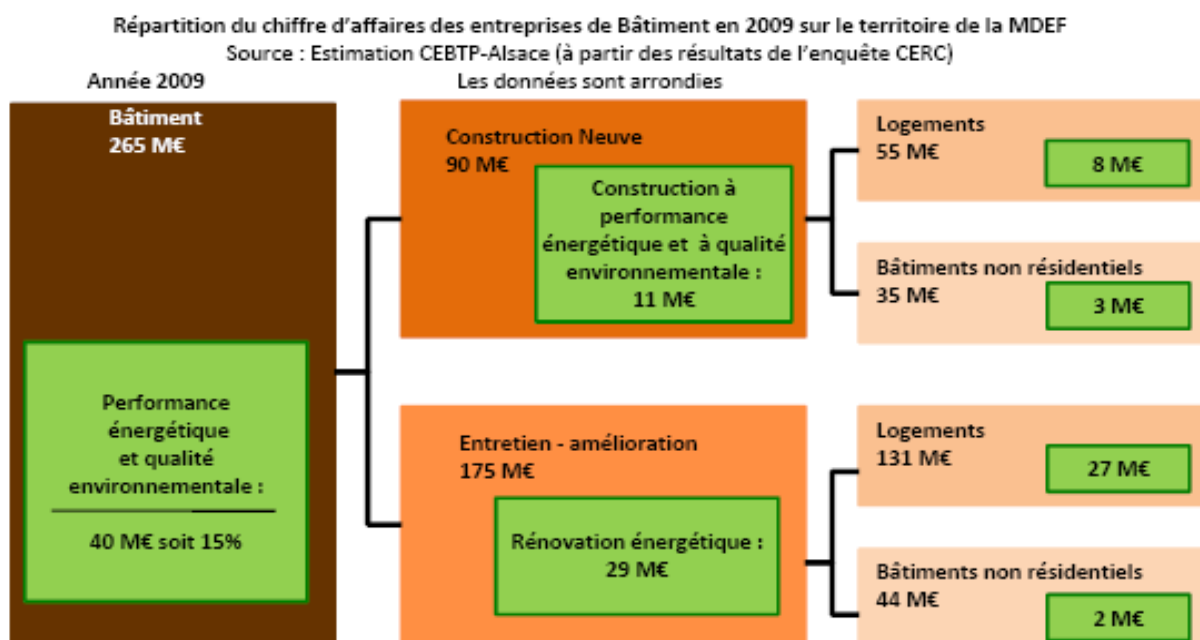 Répartition du chiffre d'affaires des entreprises de Bâtiment en 2009 sur le territoire de la MDEF
Source : Estimation CEBTP-Alsace (à partir des résultats de l'enquête CERC)
Année 2009
Les données sont arrondies
Bâtiment
265 M€
Performance
énergétique
et qualité
environnementale :
40 M€ soit 15%
Construction Neuve
90 M€
Construction à
performance
énergétique et à qualité
environnementale :
11 M€
Logements
55 M€
8 M€
Bâtiments non résidentiels
35 M€
3 M€
Entretien - amélioration
175 M€
Rénovation énergétique :
29 M€
Logements
131 M€
27 M€
Bâtiments non résidentiels
44 M€
2 M€